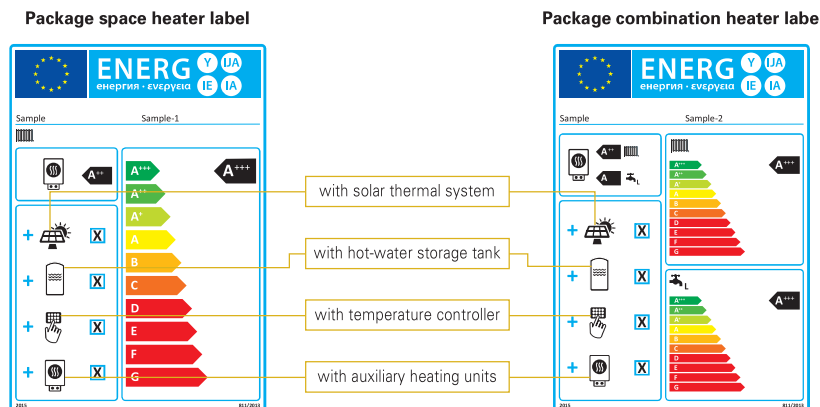 Package space heater label
ENERG Y IJA
енергия · ενεργεια IE IA
Sample Sample-1
A++
A+++
A+++
A++
A+
A
B
C
D
E
F
G
+ X
+ X
+ X
+ X
2015 811/2013
with solar thermal system
with hot-water storage tank
with temperature controller
with auxiliary heating units
Package combination heater labe
ENERG Y IJA
енергия · ενεργεια IE IA
Sample Sample-2
A++
A L
A+++
A+++
A++
A+
A
B
C
D
E
F
G
L
A+++
A+++
A++
A+
A
B
C
D
E
F
G
+ X
+ X
+ X
+ X
2015 811/2013